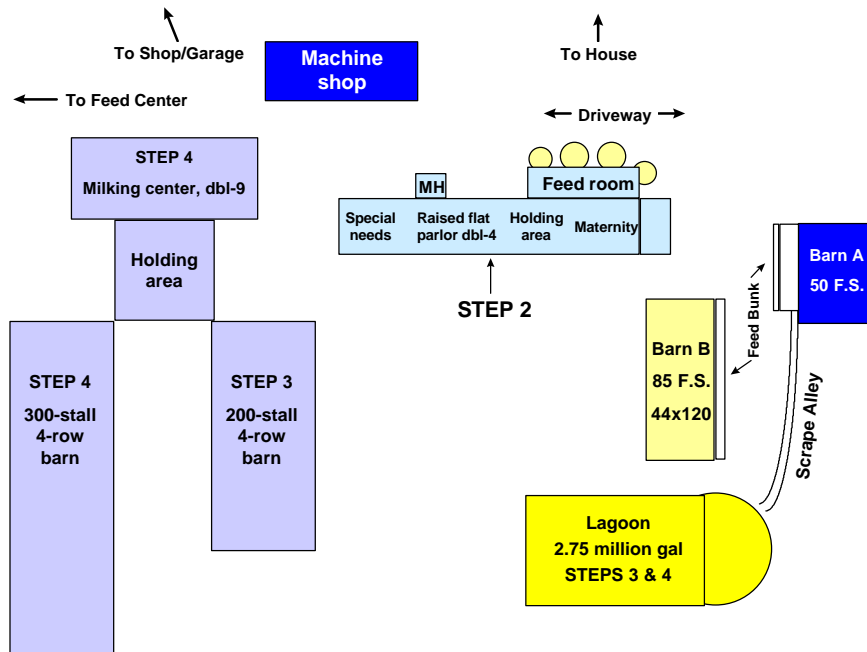 To Shop/Garage
Machine
shop
To House
To Feed Center
Driveway
STEP 4
Milking center, dbl-9
Feed room
MH
Special
needs
Raised flat
parlor dbl-4
Holding
area
Maternity
Holding
area
STEP 2
Barn A
50 F.S.
Feed Bunk
Barn B
85 F.S.
44x120
STEP 4
300-stall
4-row
barn
STEP 3
200-stall
4-row
barn
Scrape Alley
Lagoon
2.75 million gal
STEPS 3 & 4